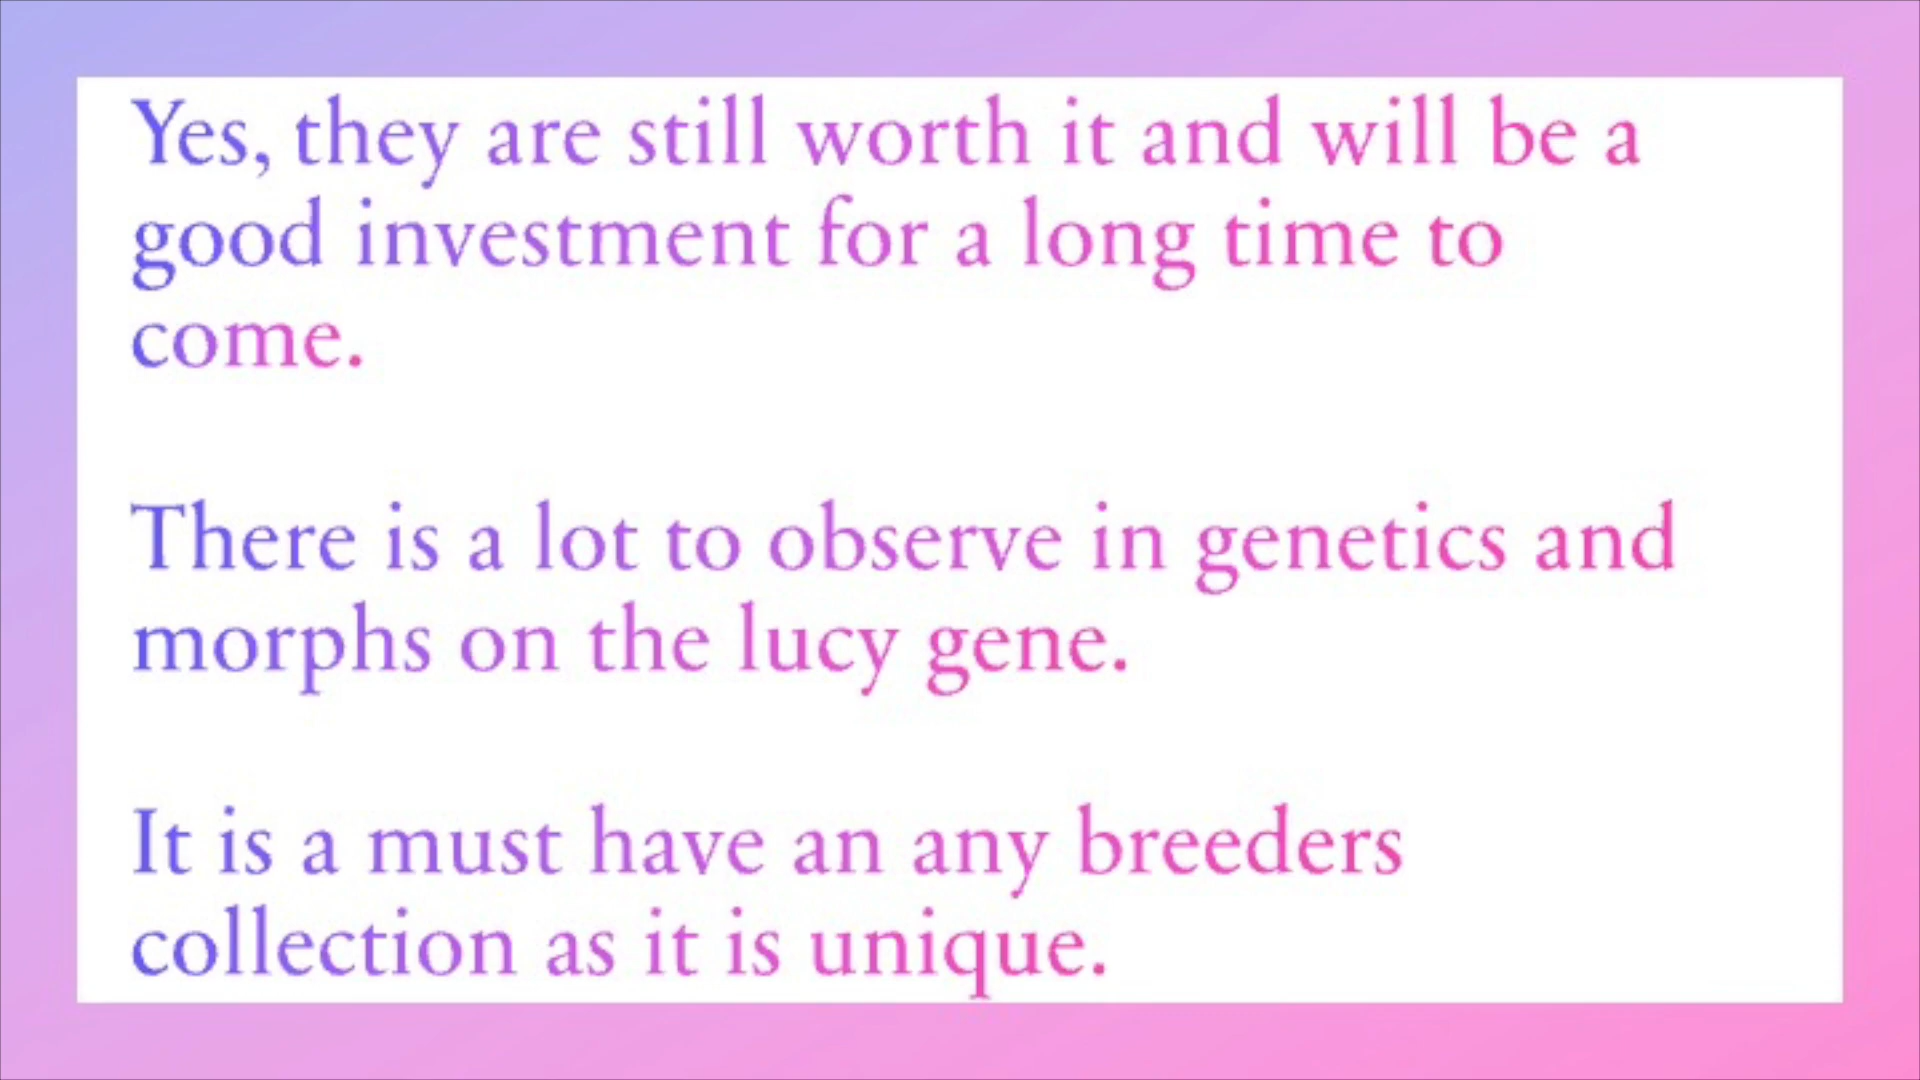 Yes, they are still worth it and will be a
good investment for a long time to
come.
There is a lot to observe in genetics and
morphs on the lucy gene.
It is a must have an any breeders
collection as it is unique.